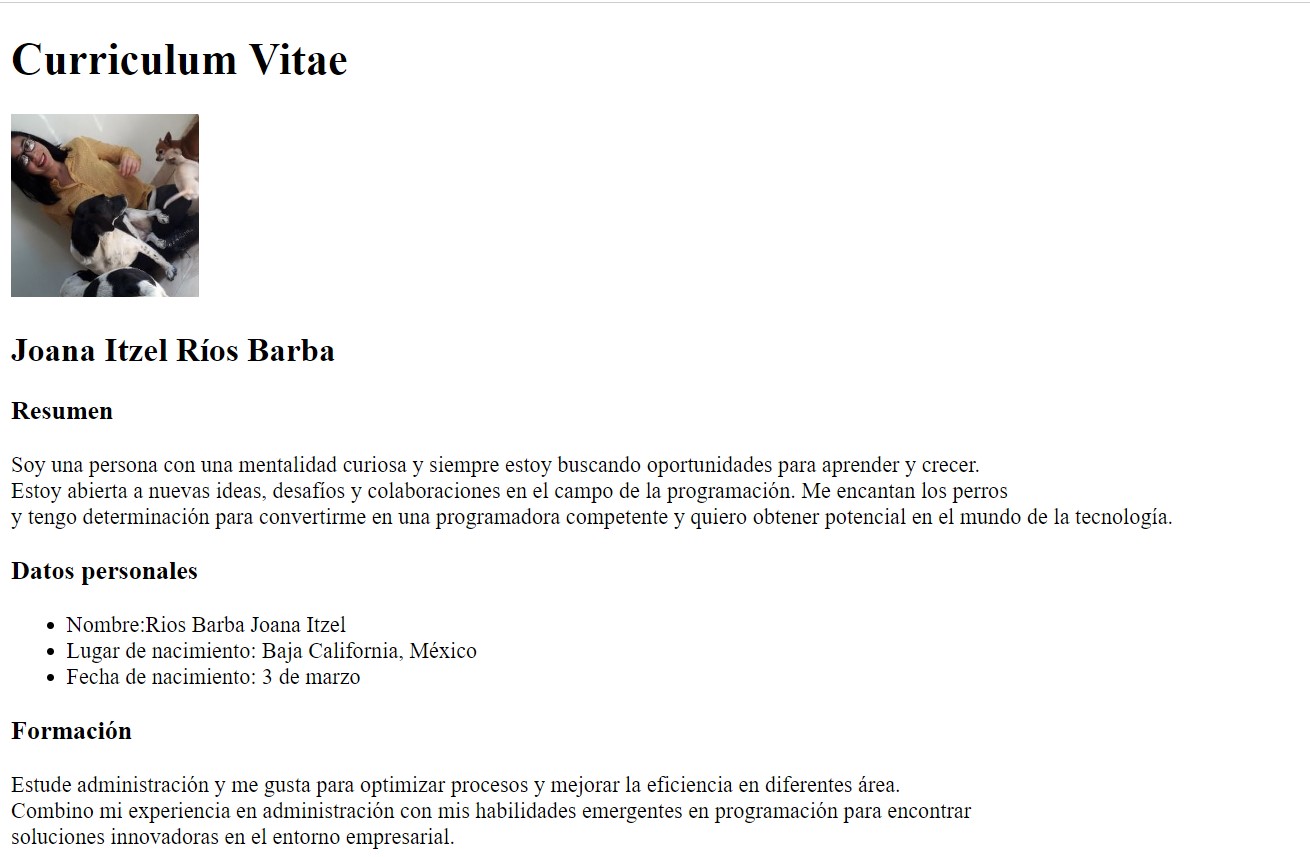 Curriculum Vitae
Joana Itzel Ríos Barba
Resumen
Soy una persona con una mentalidad curiosa y siempre estoy buscando oportunidades para aprender y crecer.
Estoy abierta a nuevas ideas, desafíos y colaboraciones en el campo de la programación. Me encantan los perros
y tengo determinación para convertirme en una programadora competente y quiero obtener potencial en el mundo de la tecnología.
Datos personales
• Nombre:Rios Barba Joana Itzel
• Lugar de nacimiento: Baja California, México
• Fecha de nacimiento: 3 de marzo
Formación
Estude administración y me gusta para optimizar procesos y mejorar la eficiencia en diferentes área.
Combino mi experiencia en administración con mis habilidades emergentes en programación para encontrar
soluciones innovadoras en el entorno empresarial.